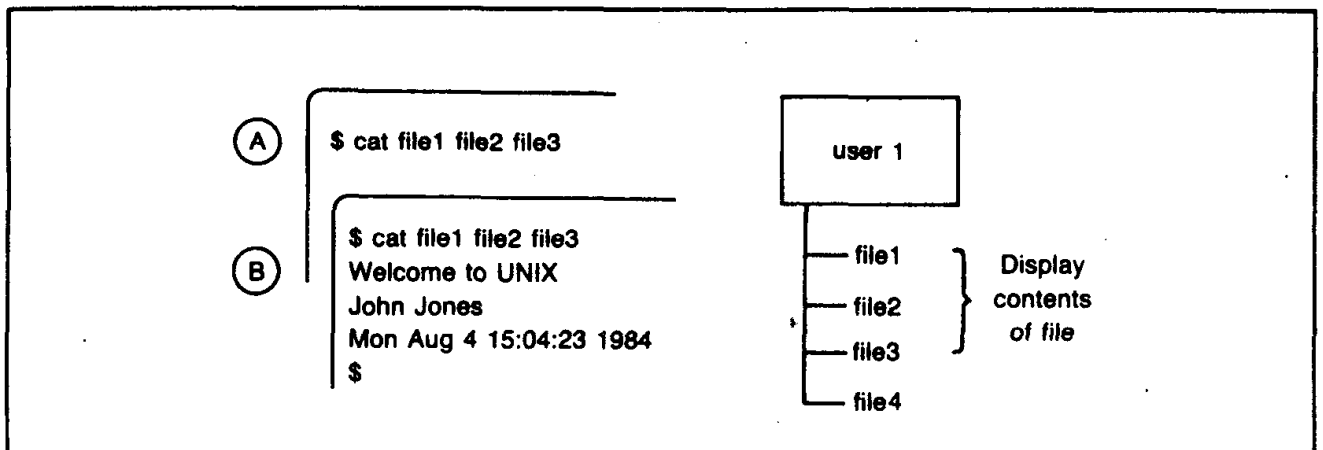 A
$ cat file1 file2 file3
B
$ cat file1 file2 file3
Welcome to UNIX
John Jones
Mon Aug 4 15:04:23 1984
$
user 1
file1
file2
file3
file4
Display
contents
of file